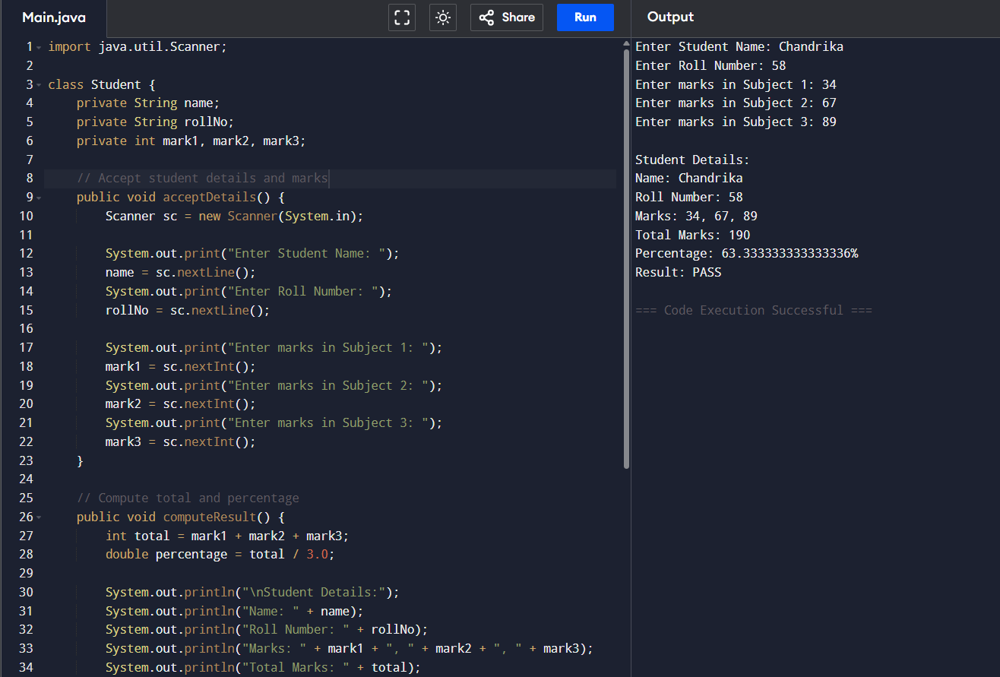 Main.java
Share
Run
Output
1 import java.util.Scanner;
2
3 class Student {
4     private String name;
5     private String rollNo;
6     private int mark1, mark2, mark3;
7
8     // Accept student details and marks
9     public void acceptDetails() {
10         Scanner sc = new Scanner(System.in);
11
12         System.out.print("Enter Student Name: ");
13         name = sc.nextLine();
14         System.out.print("Enter Roll Number: ");
15         rollNo = sc.nextLine();
16
17         System.out.print("Enter marks in Subject 1: ");
18         mark1 = sc.nextInt();
19         System.out.print("Enter marks in Subject 2: ");
20         mark2 = sc.nextInt();
21         System.out.print("Enter marks in Subject 3: ");
22         mark3 = sc.nextInt();
23     }
24
25     // Compute total and percentage
26     public void computeResult() {
27         int total = mark1 + mark2 + mark3;
28         double percentage = total / 3.0;
29
30         System.out.println("\nStudent Details:");
31         System.out.println("Name: " + name);
32         System.out.println("Roll Number: " + rollNo);
33         System.out.println("Marks: " + mark1 + ", " + mark2 + ", " + mark3);
34         System.out.println("Total Marks: " + total);
Enter Student Name: Chandrika
Enter Roll Number: 58
Enter marks in Subject 1: 34
Enter marks in Subject 2: 67
Enter marks in Subject 3: 89

Student Details:
Name: Chandrika
Roll Number: 58
Marks: 34, 67, 89
Total Marks: 190
Percentage: 63.333333333333336%
Result: PASS

=== Code Execution Successful ===